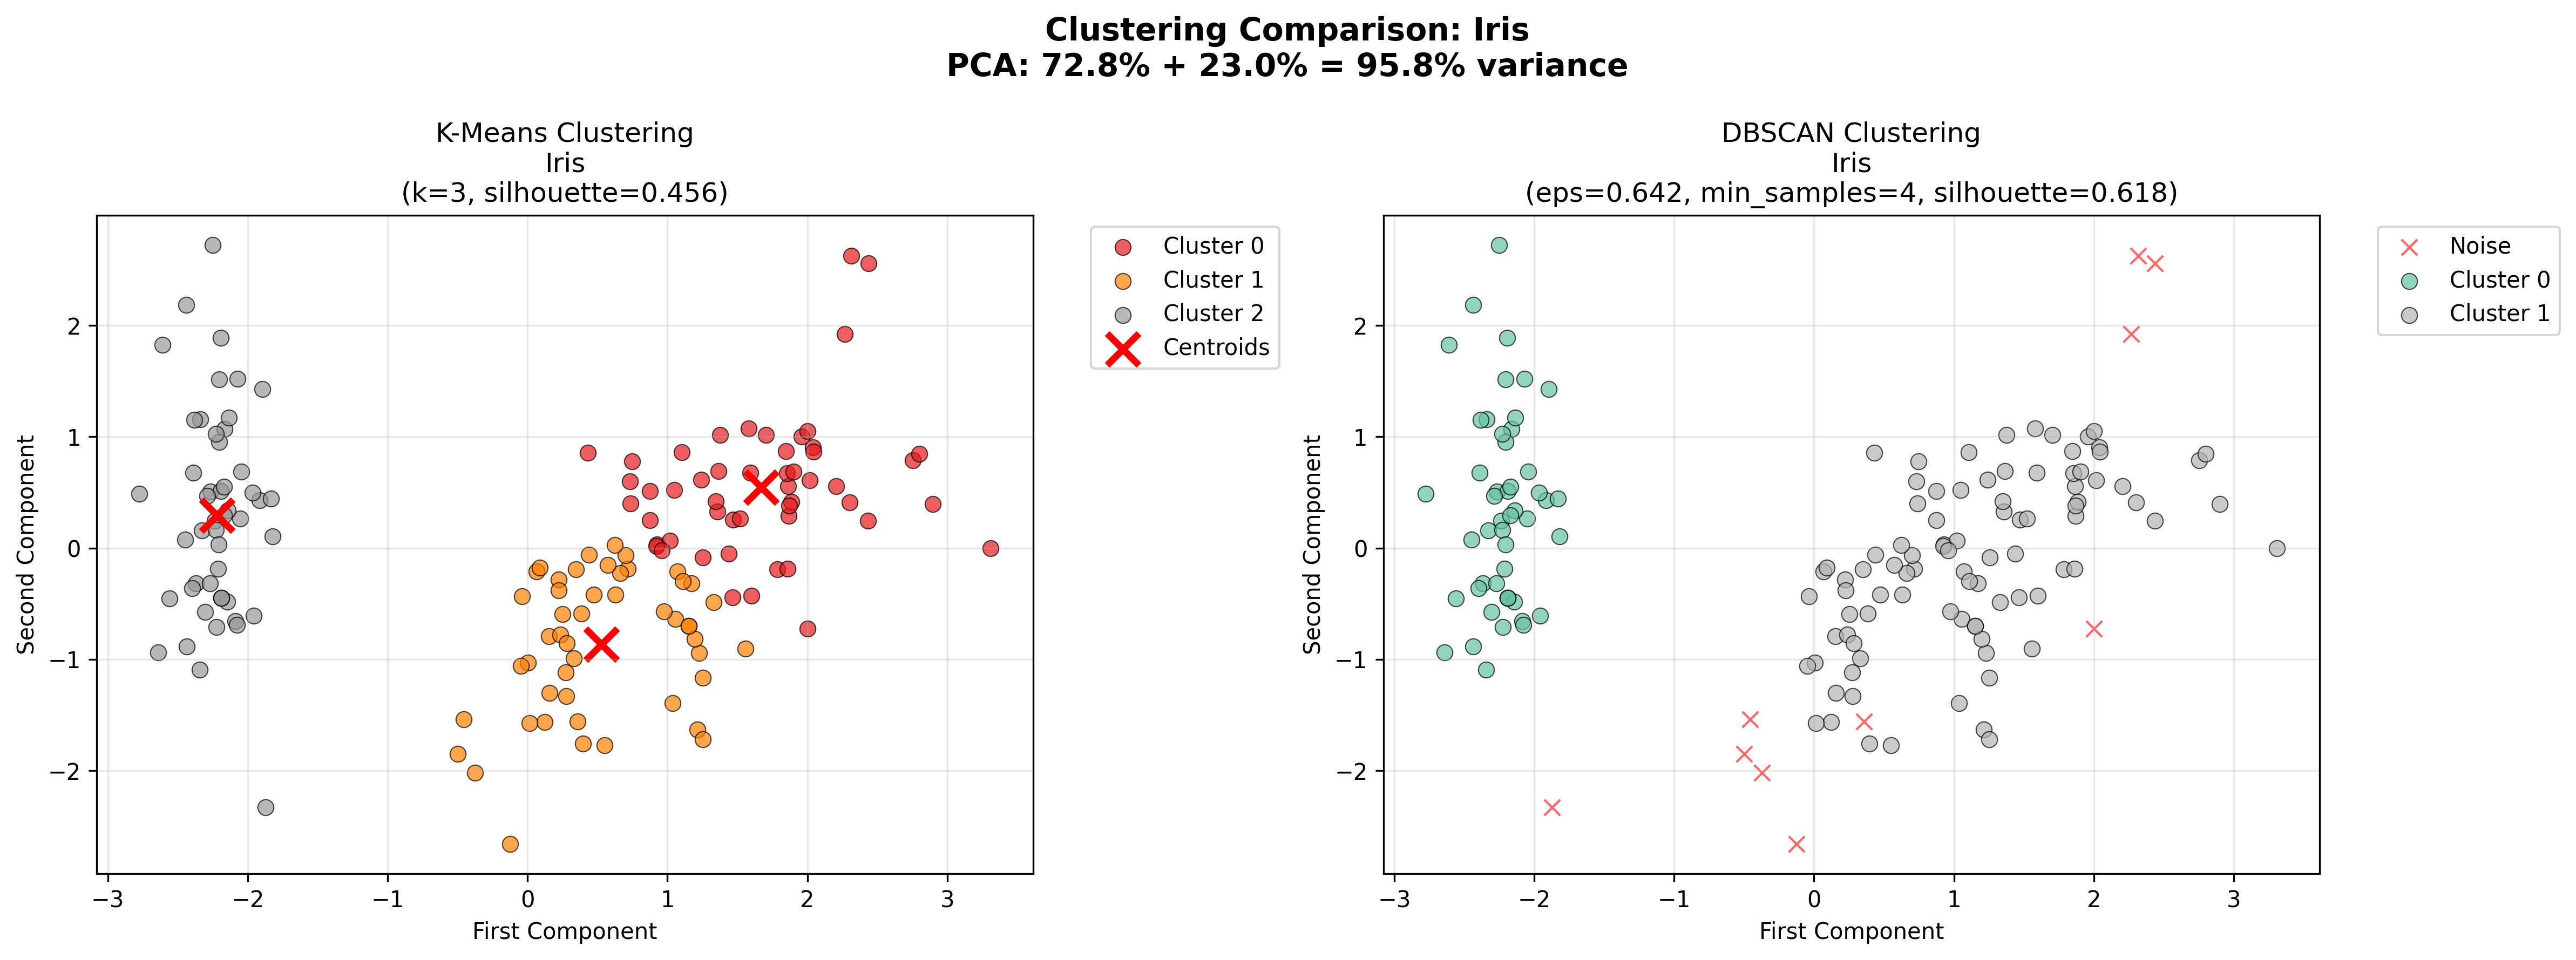 Clustering Comparison: Iris
PCA: 72.8% + 23.0% = 95.8% variance
K-Means Clustering
Iris
(k=3, silhouette=0.456)
2
1
0
−1
−2
Second Component
−3
−2
−1
0
1
2
3
First Component
Cluster 0
Cluster 1
Cluster 2
Centroids
DBSCAN Clustering
Iris
(eps=0.642, min_samples=4, silhouette=0.618)
2
1
0
−1
−2
Second Component
−3
−2
−1
0
1
2
3
First Component
Noise
Cluster 0
Cluster 1